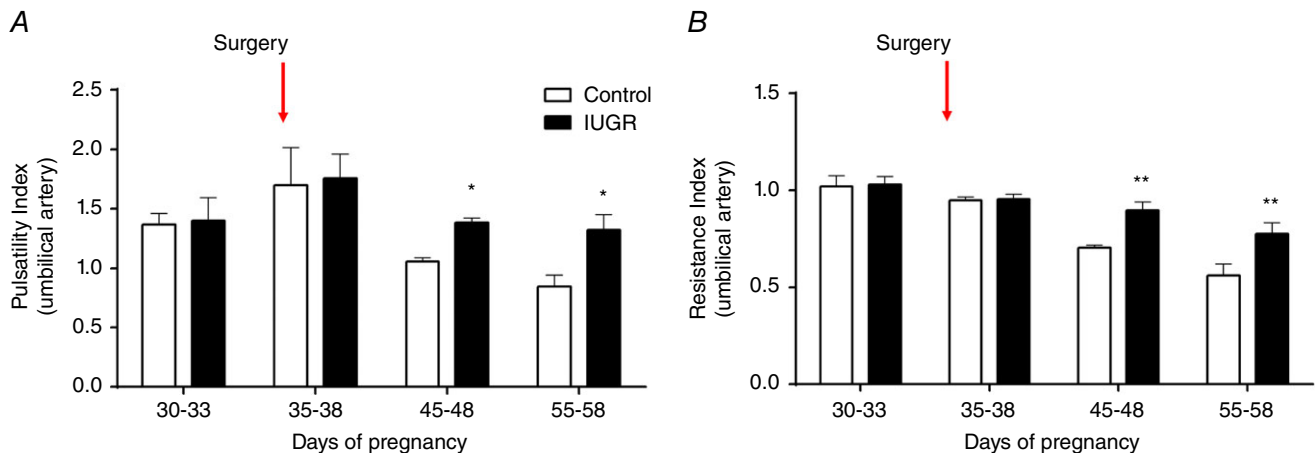 A
Surgery
2.5
2.0
1.5
1.0
0.5
0.0
Pulsatility Index
(umbilical artery)
Control
IUGR
*
*
30-33
35-38
45-48
55-58
Days of pregnancy
B
Surgery
1.5
1.0
0.5
0.0
Resistance Index
(umbilical artery)
**
**
30-33
35-38
45-48
55-58
Days of pregnancy